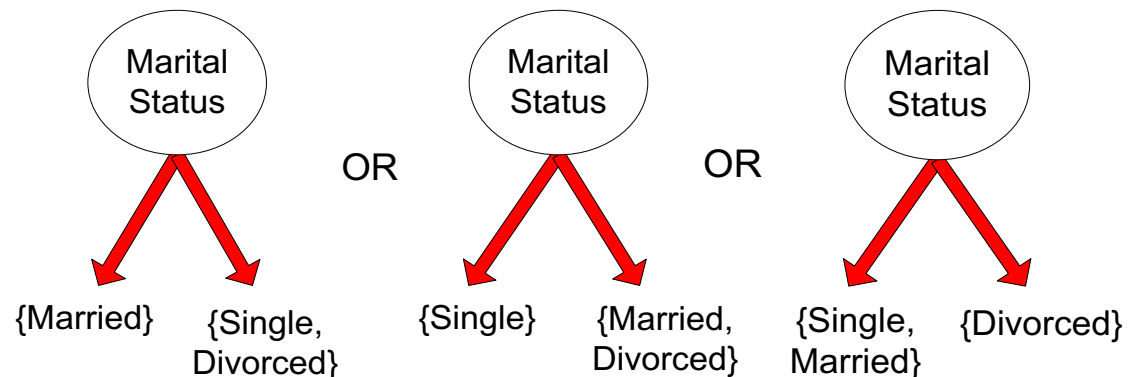 Marital
Status
OR
Marital
Status
OR
Marital
Status
{Married}
{Single,
Divorced}
{Single}
{Married,
Divorced}
{Single,
Married}
{Divorced}